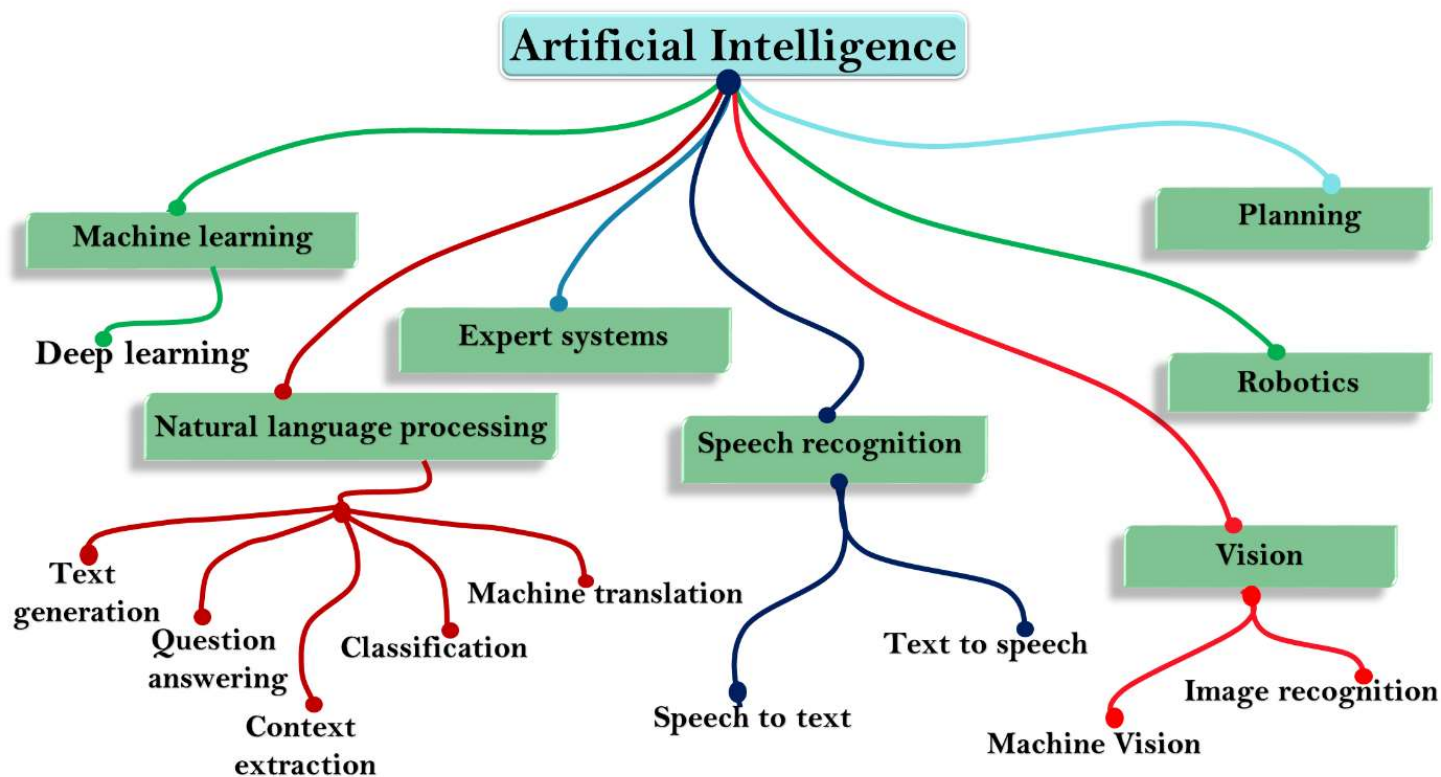 Artificial Intelligence
Machine learning
Planning
Deep learning
Expert systems
Robotics
Natural language processing
Speech recognition
Vision
Text
generation
Question
answering
Context
extraction
Classification
Machine translation
Speech to text
Text to speech
Machine Vision
Image recognition